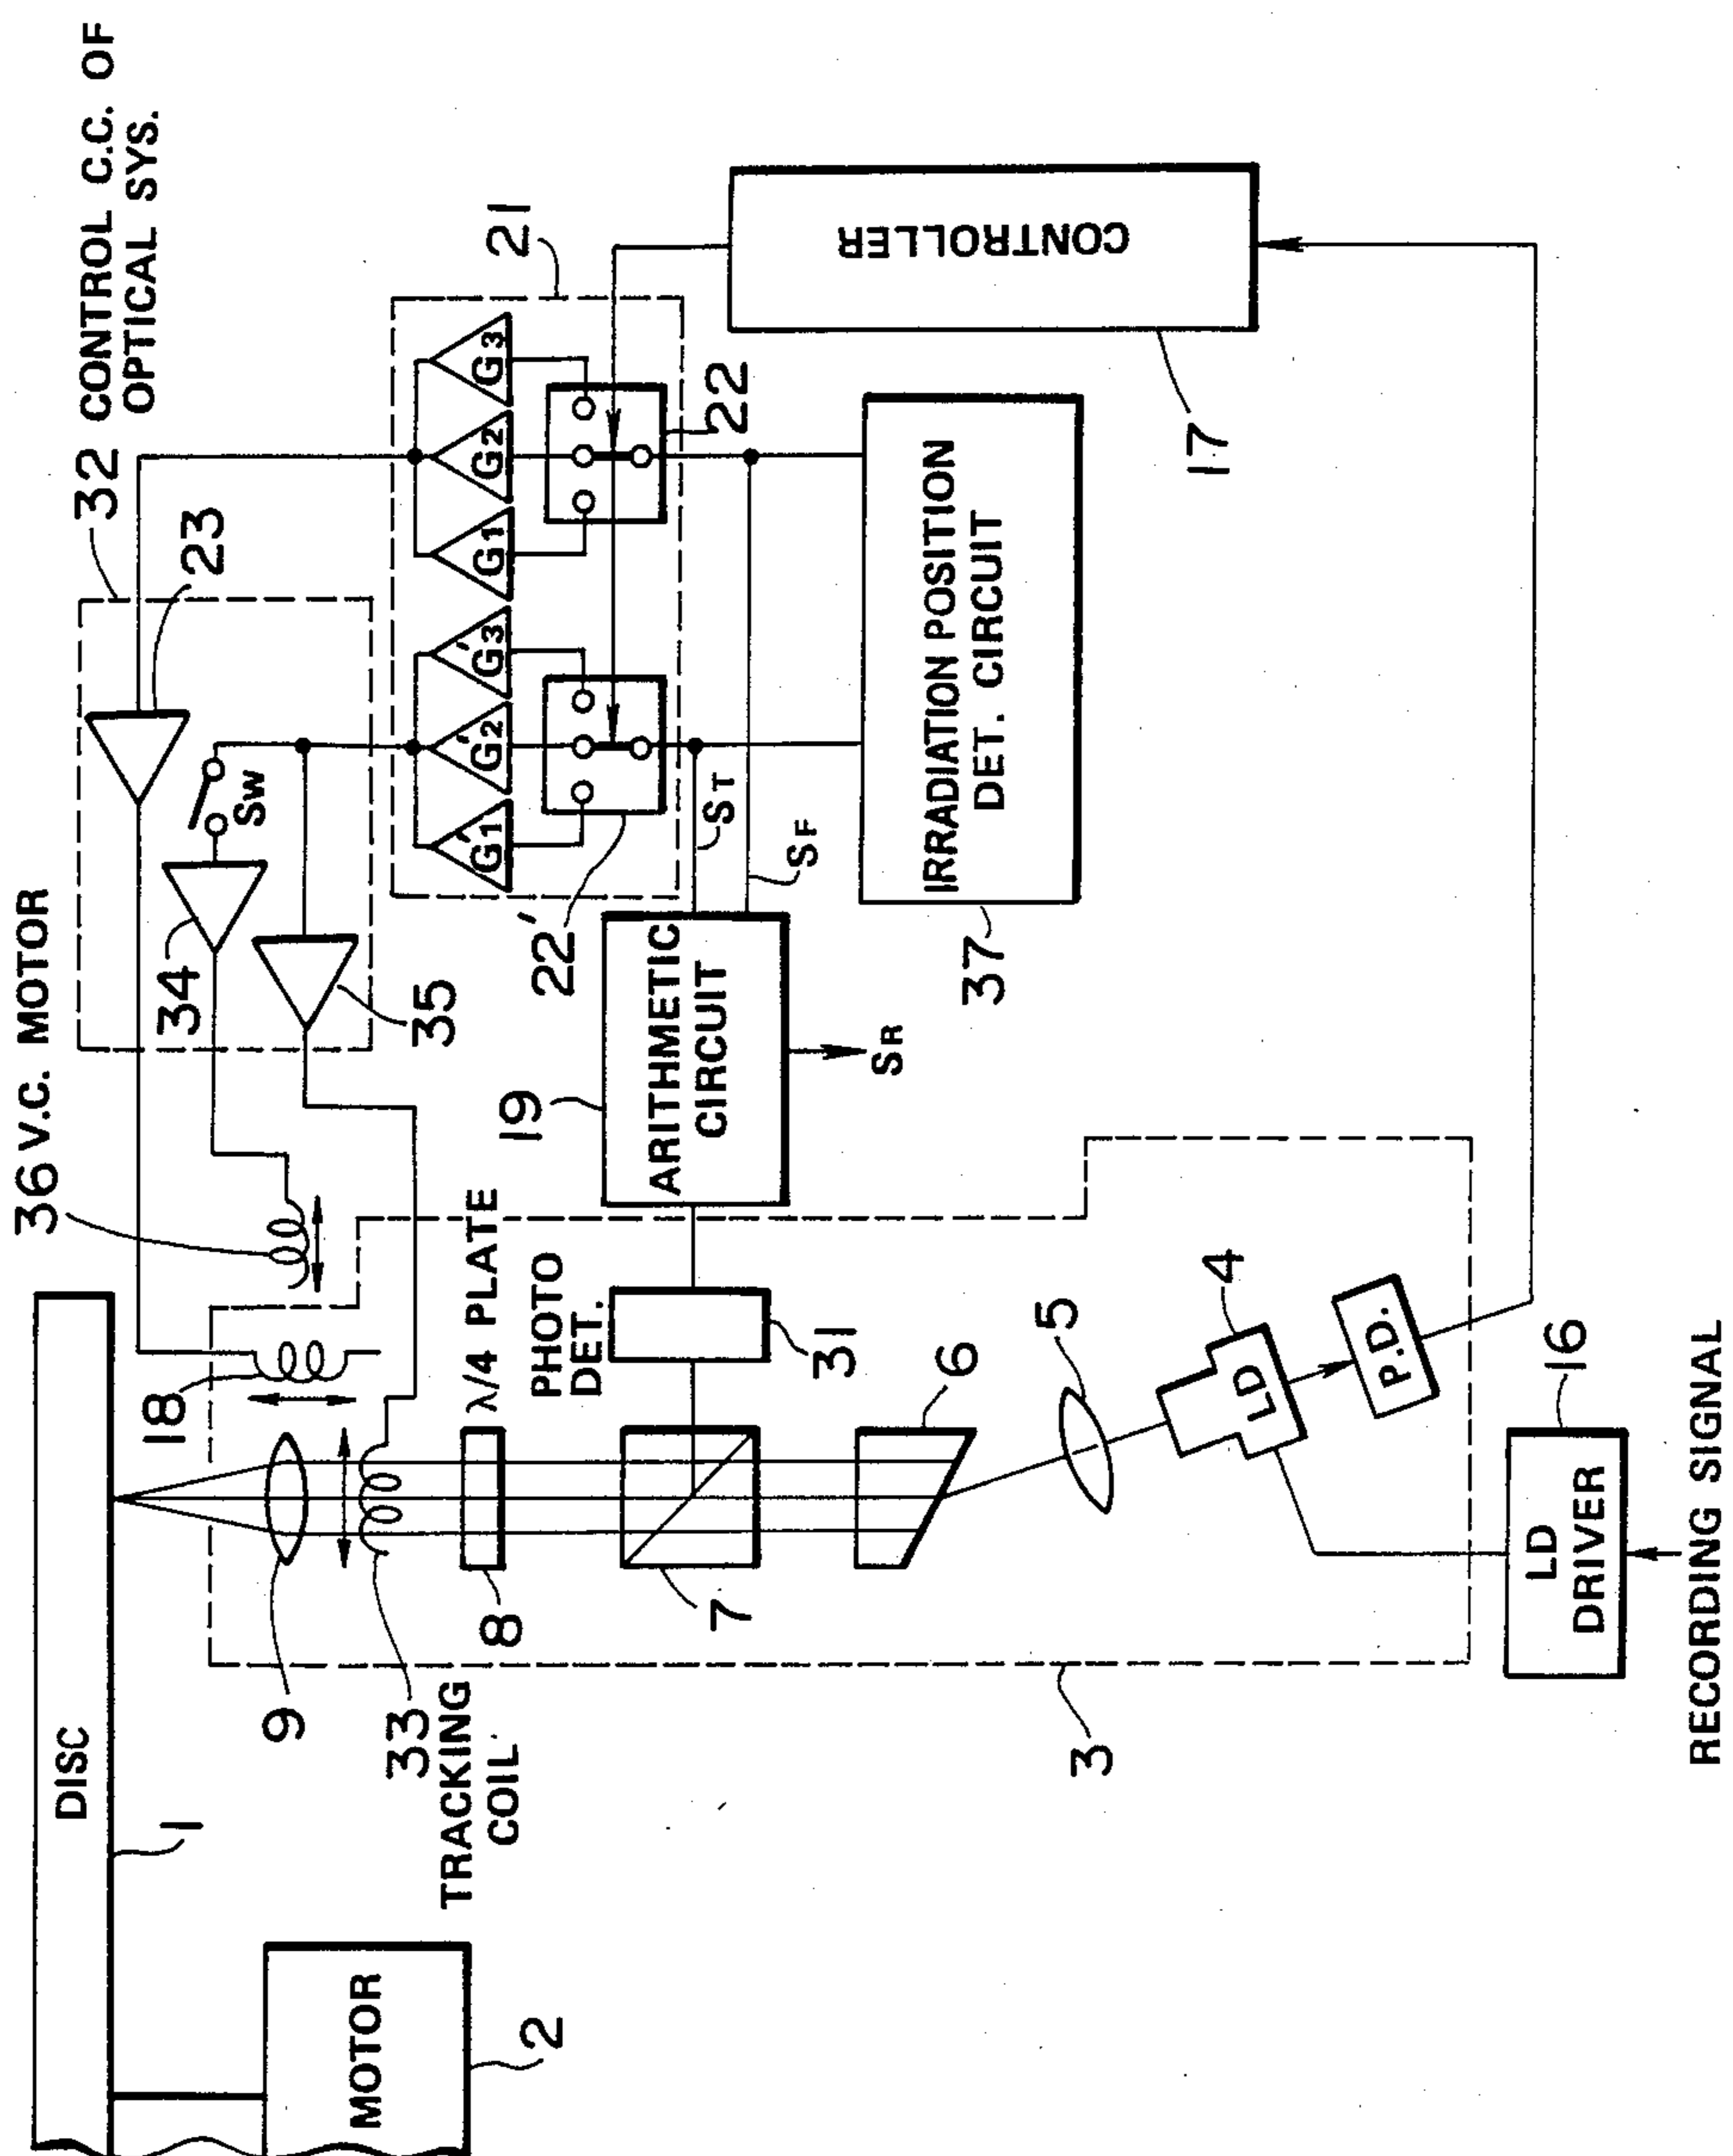 32 CONTROL C.C. OF
OPTICAL SYS.
36 V.C. MOTOR
23
34
Sw
35
21
G1
G2
G3
G'1
G'2
G'3
22
22'
ST
SF
CONTROLLER
17
IRRADIATION POSITION
DET. CIRCUIT
37
ARITHMETIC
CIRCUIT
19
SR
DISC
1
MOTOR
2
18
9
33
TRACKING
COIL
λ/4 PLATE
8
PHOTO
DET.
31
7
6
5
4
LD
P.D.
3
16
LD
DRIVER
RECORDING SIGNAL